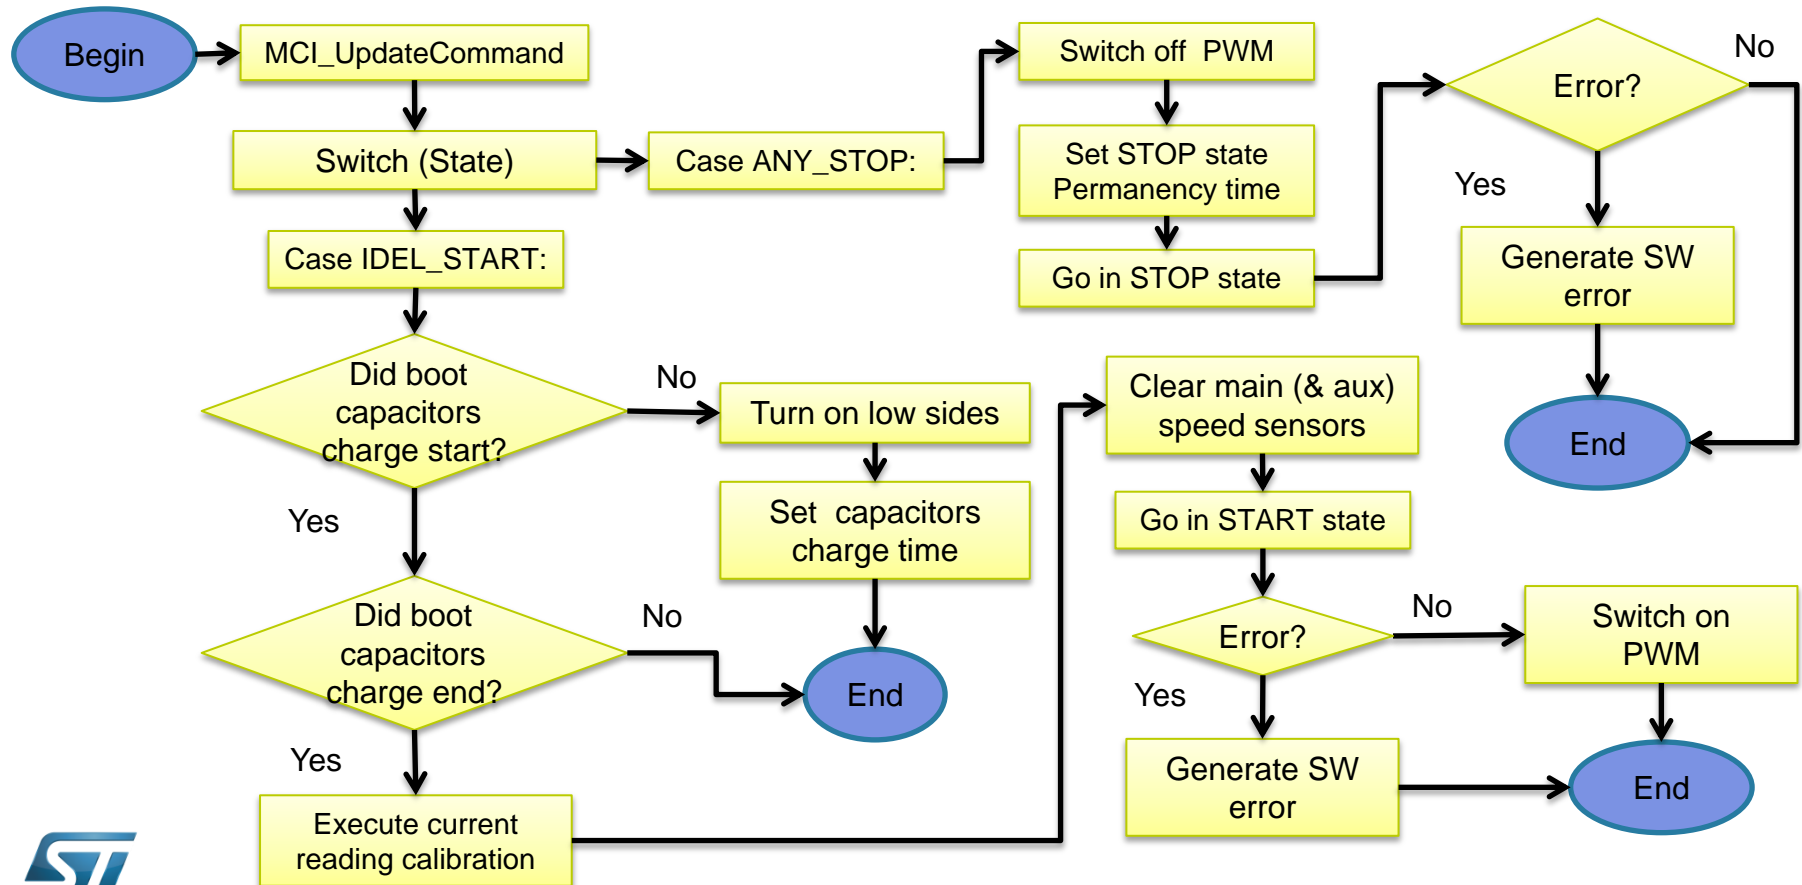 Begin
MCI_UpdateCommand
Switch (State)
Case ANY_STOP:
Switch off PWM
Set STOP state
Permanency time
Go in STOP state
Error?
No
Yes
Generate SW
error
End
Case IDEL_START:
Did boot
capacitors
charge start?
No
Turn on low sides
Set capacitors
charge time
Yes
Did boot
capacitors
charge end?
No
End
Yes
Execute current
reading calibration
Clear main (& aux)
speed sensors
Go in START state
Error?
No
Switch on
PWM
Yes
Generate SW
error
End
ST